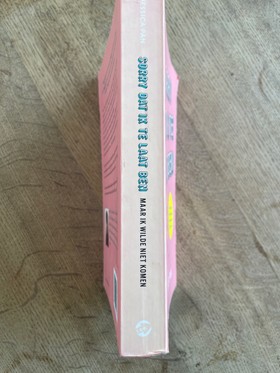 SORRY DAT IK TE LAAT BEN
MAAR IK WILDE NIET KOMEN